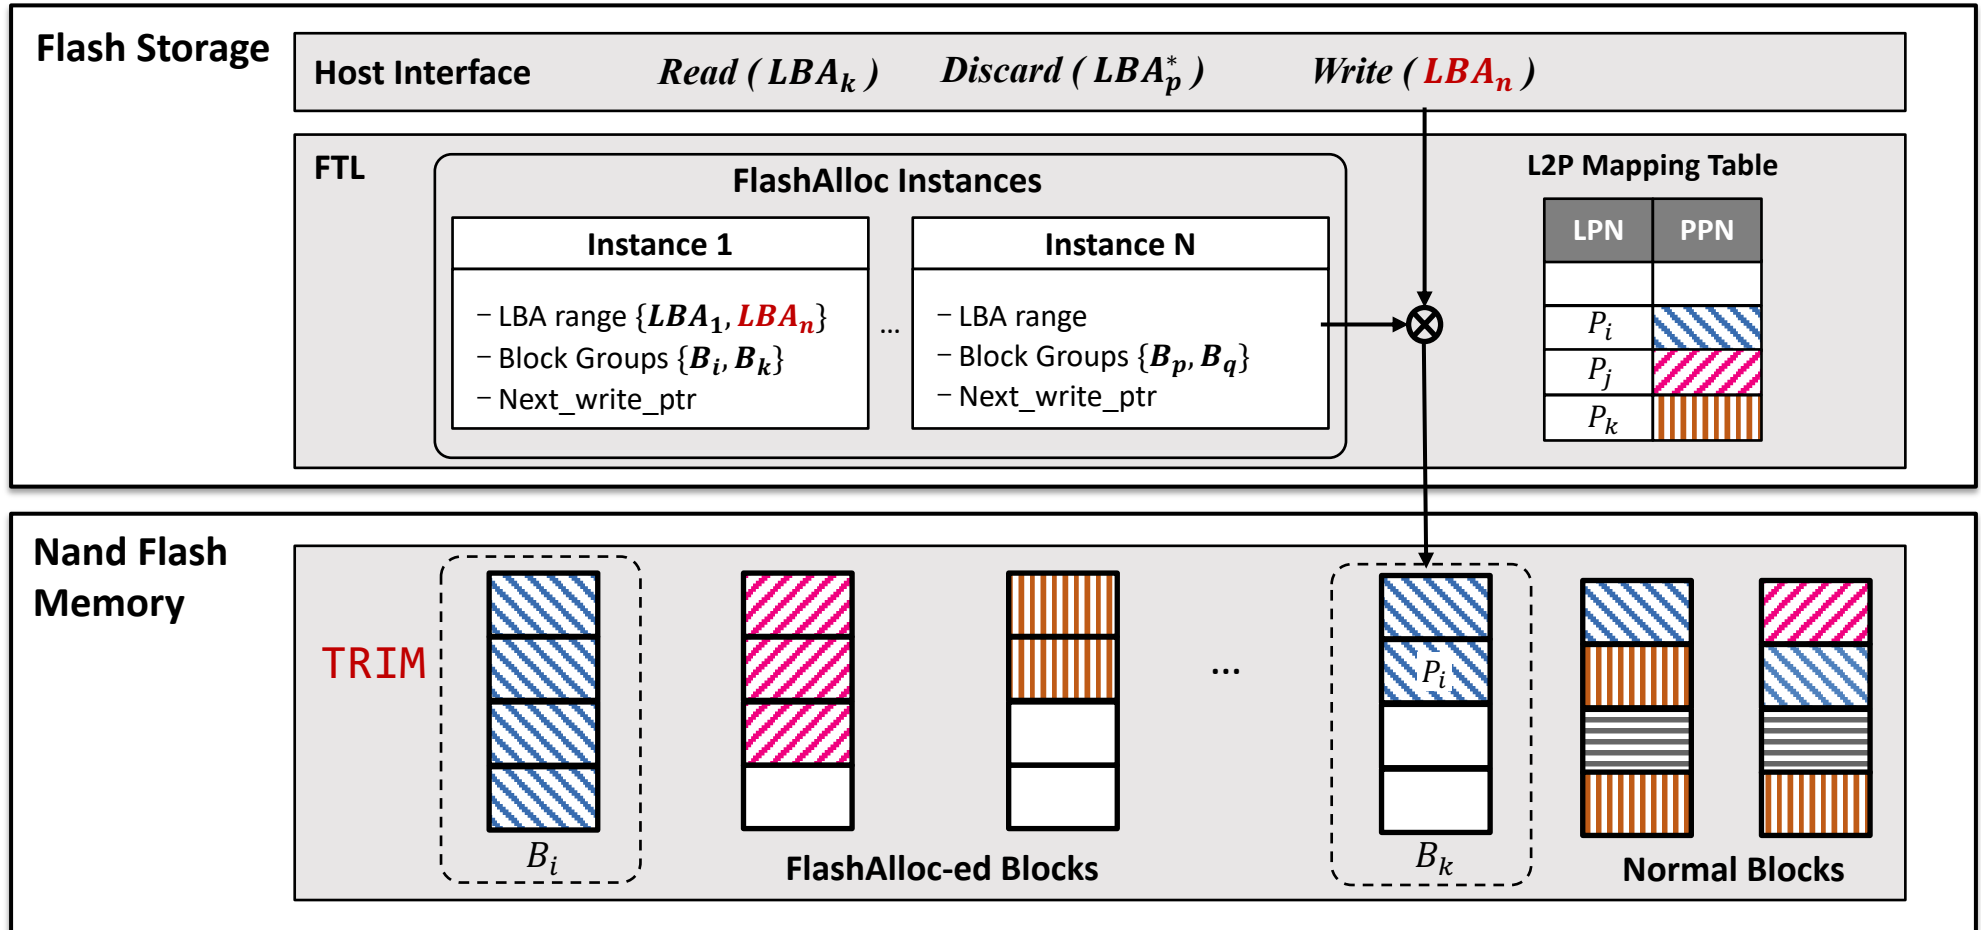 Flash Storage
Host Interface
Read ( LBA_k )
Discard ( LBA_p^* )
Write ( LBA_n )
FTL
FlashAlloc Instances
Instance 1
– LBA range {LBA_1, LBA_n}
– Block Groups {B_i, B_k}
– Next_write_ptr
...
Instance N
– LBA range
– Block Groups {B_p, B_q}
– Next_write_ptr
L2P Mapping Table
LPN PPN
P_i
P_j
P_k
Nand Flash
Memory
TRIM
...
P_i
B_i
FlashAlloc-ed Blocks
B_k
Normal Blocks